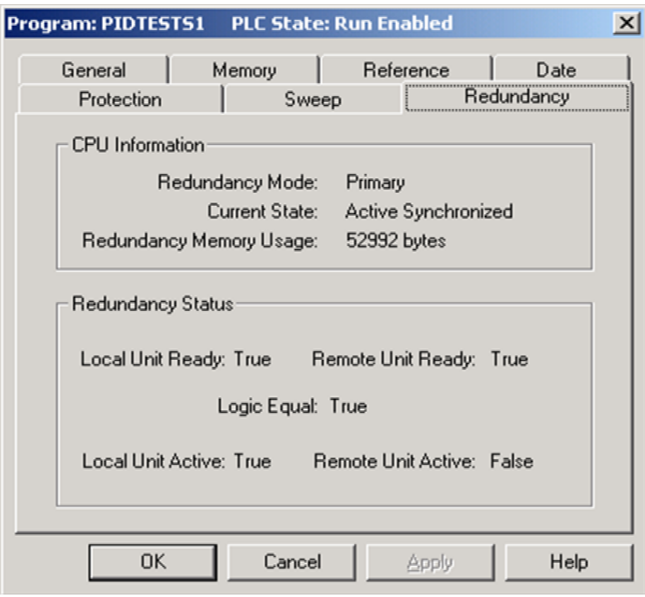 Program: PIDTESTS1 PLC State: Run Enabled
General Memory Reference Date
Protection Sweep Redundancy
CPU Information
Redundancy Mode: Primary
Current State: Active Synchronized
Redundancy Memory Usage: 52992 bytes
Redundancy Status
Local Unit Ready: True Remote Unit Ready: True
Logic Equal: True
Local Unit Active: True Remote Unit Active: False
OK Cancel Apply Help